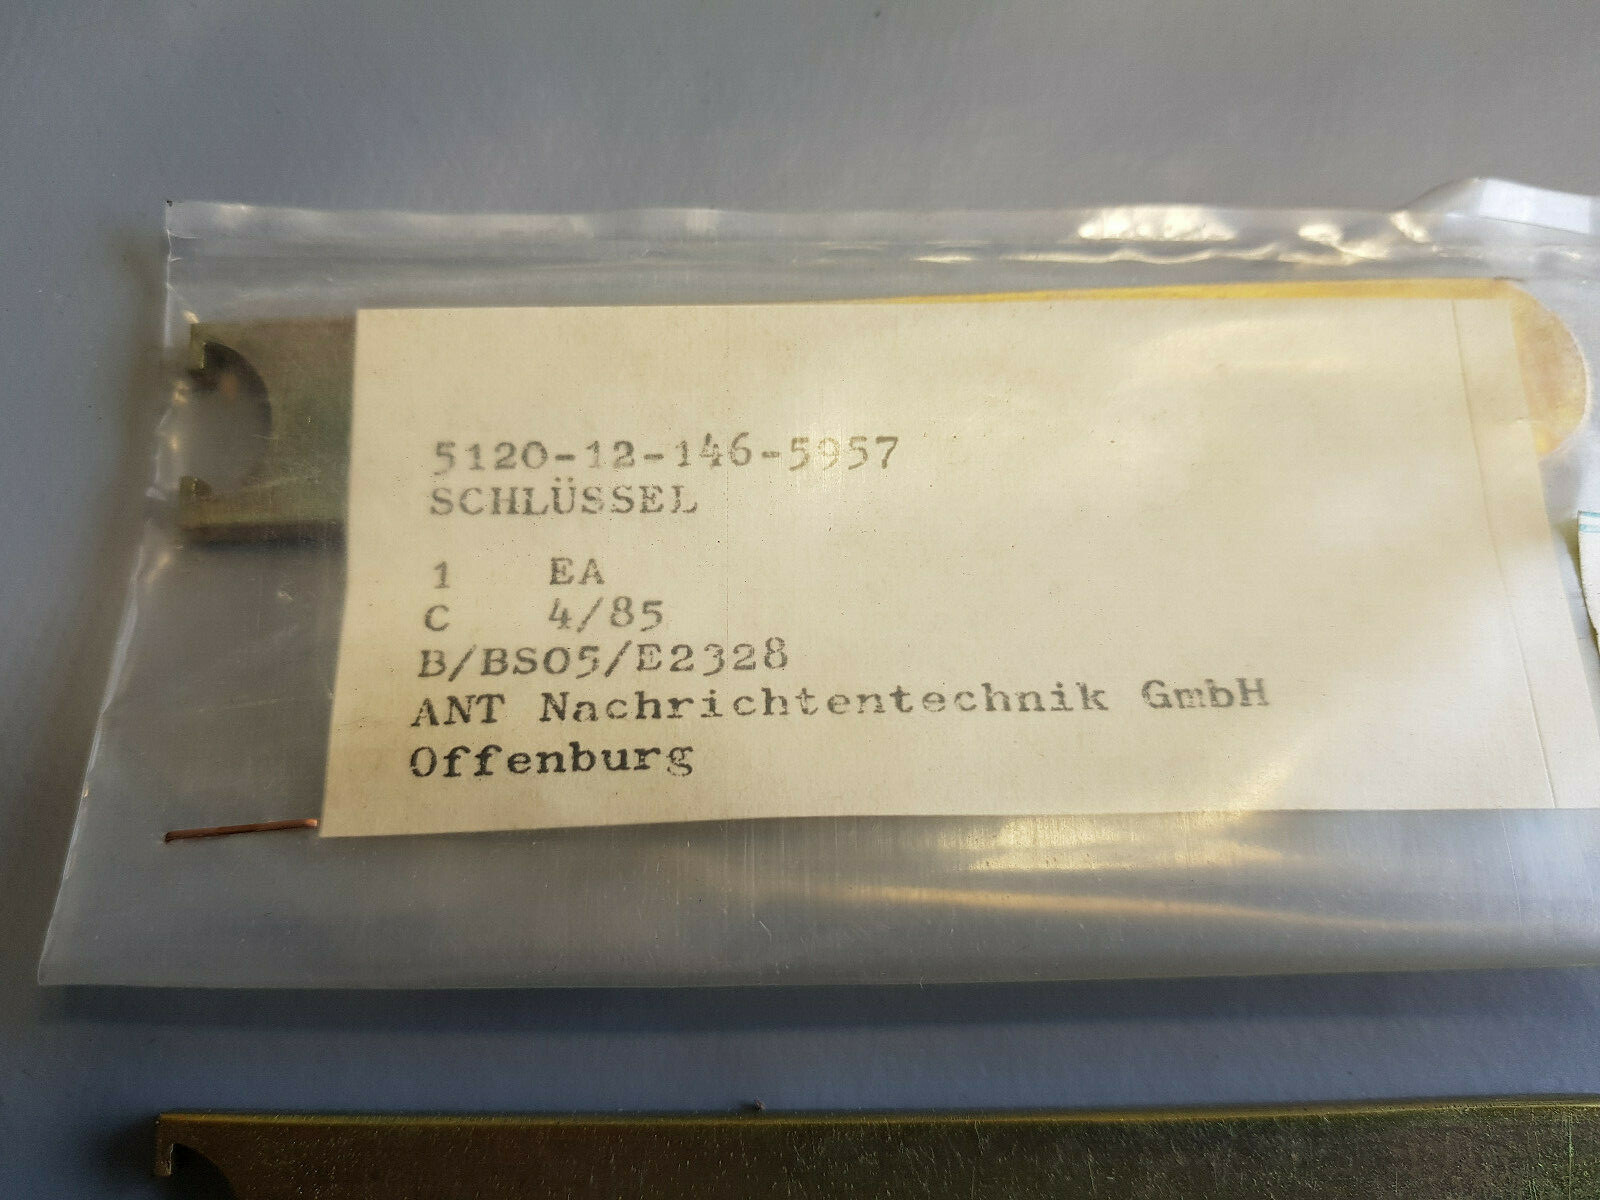 5120-12-146-5957
SCHLÜSSEL
1 EA
C 4/85
B/BS05/E2328
ANT Nachrichtentechnik GmbH
Offenburg